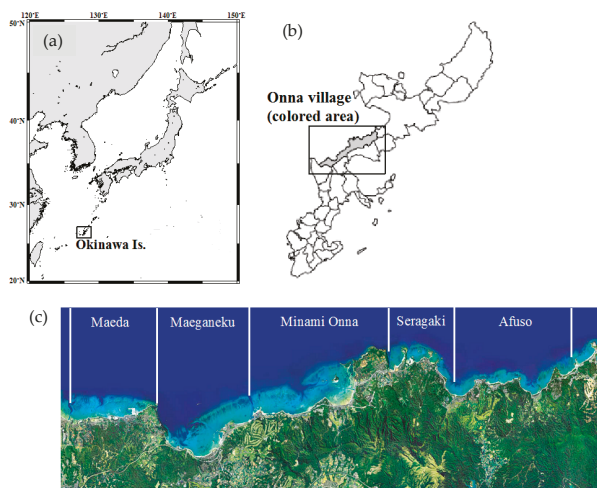 120°E 130°E 140°E 150°E
50°N
(a)
40°N
30°N
Okinawa Is.
20°N
(b)
Onna village
(colored area)
(c)
Maeda Maeganeku Minami Onna Seragaki Afuso